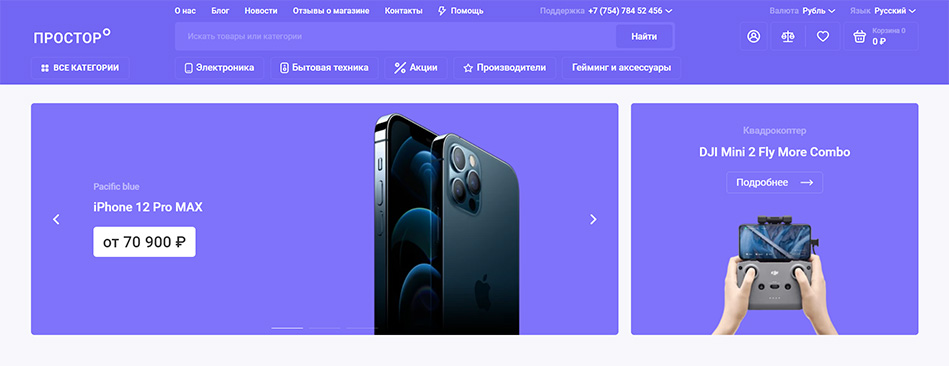 О нас Блог Новости Отзывы о магазине Контакты Помощь Поддержка +7 (754) 784 52 456 Валюта Рубль Язык Русский
ПРОСТОР
Искать товары или категории Найти
Корзина 0
0 ₽
ВСЕ КАТЕГОРИИ Электроника Бытовая техника Акции Производители Гейминг и аксессуары
Pacific blue
iPhone 12 Pro MAX
от 70 900 ₽
Квадрокоптер
DJI Mini 2 Fly More Combo
Подробнее
dji